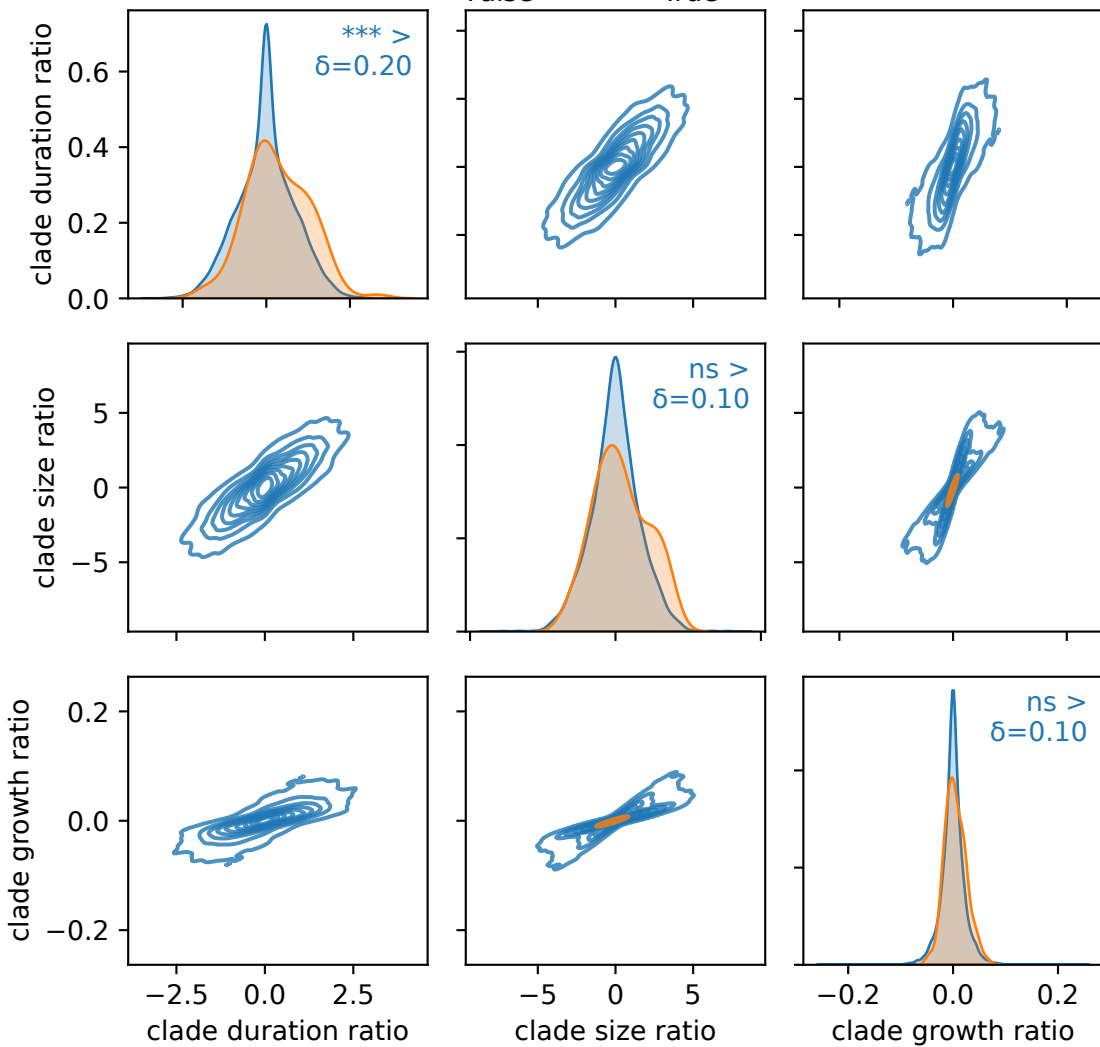 clade duration ratio
0.6
0.4
0.2
0.0
*** >
δ=0.20
clade size ratio
5
0
−5
ns >
δ=0.10
clade growth ratio
0.2
0.0
−0.2
ns >
δ=0.10
−2.5 0.0 2.5
−5 0 5
−0.2 0.0 0.2
clade duration ratio
clade size ratio
clade growth ratio